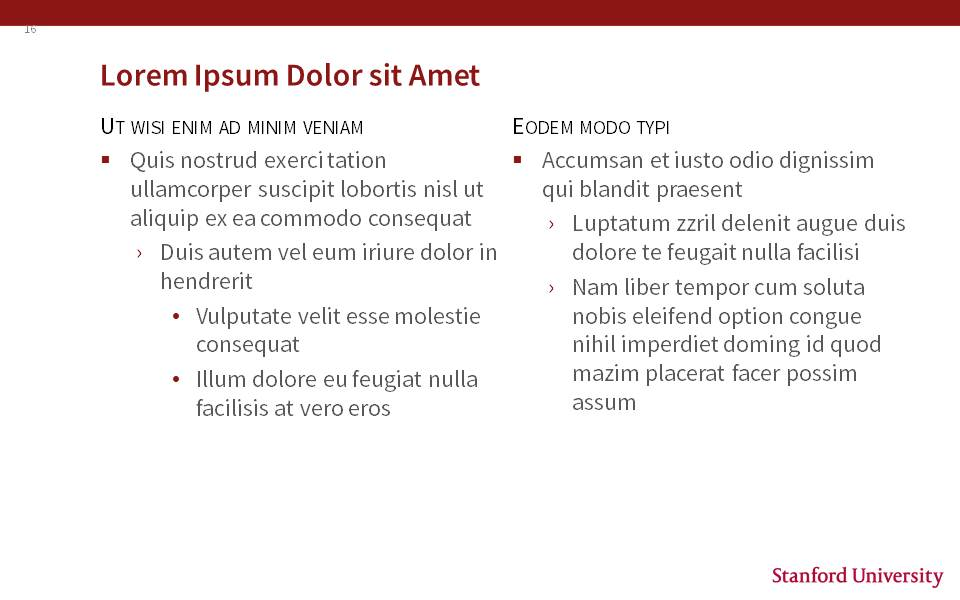 16
Lorem Ipsum Dolor sit Amet
Ut wisi enim ad minim veniam
▪ Quis nostrud exerci tation
ullamcorper suscipit lobortis nisl ut
aliquip ex ea commodo consequat
› Duis autem vel eum iriure dolor in
hendrerit
• Vulputate velit esse molestie
consequat
• Illum dolore eu feugiat nulla
facilisis at vero eros
Eodem modo typi
▪ Accumsan et iusto odio dignissim
qui blandit praesent
› Luptatum zzril delenit augue duis
dolore te feugait nulla facilisi
› Nam liber tempor cum soluta
nobis eleifend option congue
nihil imperdiet doming id quod
mazim placerat facer possim
assum
Stanford University